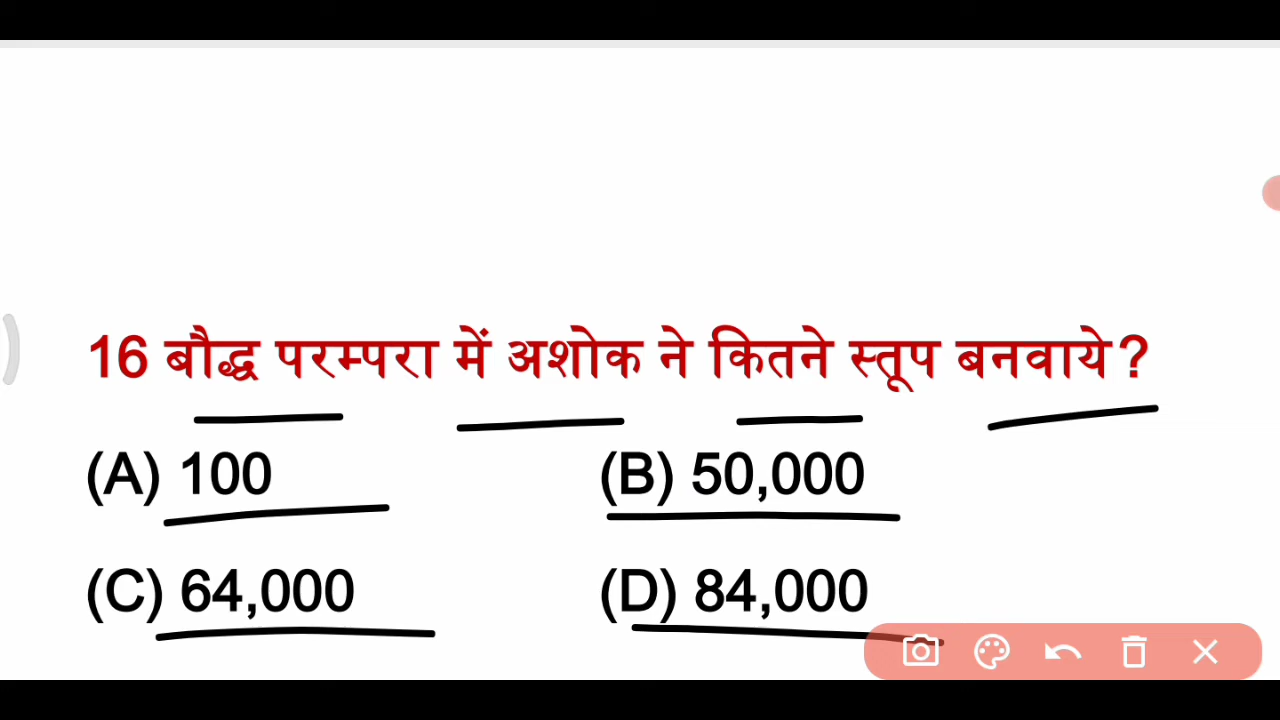 16 बौद्ध परम्परा में अशोक ने कितने स्तूप बनवाये?
(A) 100 (B) 50,000
(C) 64,000 (D) 84,000